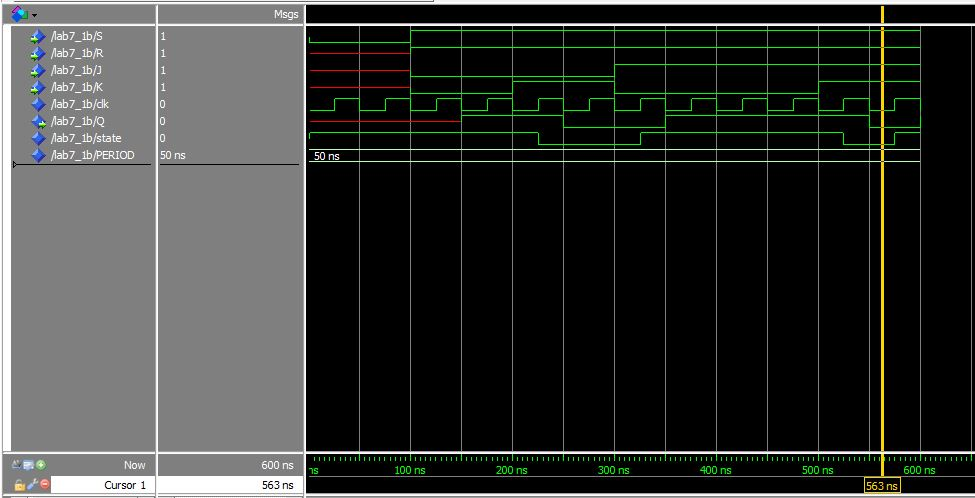 Msgs
/lab7_1b/S 1
/lab7_1b/R 1
/lab7_1b/J 1
/lab7_1b/K 1
/lab7_1b/clk 0
/lab7_1b/Q 0
/lab7_1b/state 0
/lab7_1b/PERIOD 50 ns 50 ns
Now 600 ns ns 100 ns 200 ns 300 ns 400 ns 500 ns 600 ns
Cursor 1 563 ns 563 ns